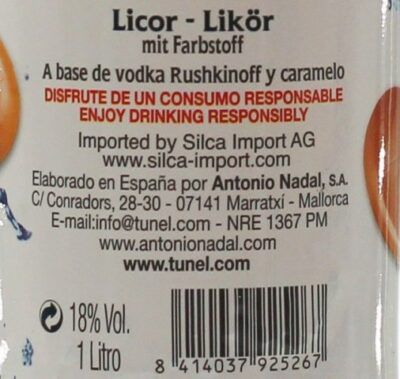 Licor - Likör
mit Farbstoff
A base de vodka Rushkinoff y caramelo
DISFRUTE DE UN CONSUMO RESPONSABLE
ENJOY DRINKING RESPONSIBLY
Imported by Silca Import AG
www.silca-import.com
Elaborado en España por Antonio Nadal, S.A.
C/ Conradors, 28-30 - 07141 Marratxí - Mallorca
E-mail:info@tunel.com - NRE 1367 PM
www.antonionadal.com
www.tunel.com
18% Vol.
1 Litro
8 414037 925267